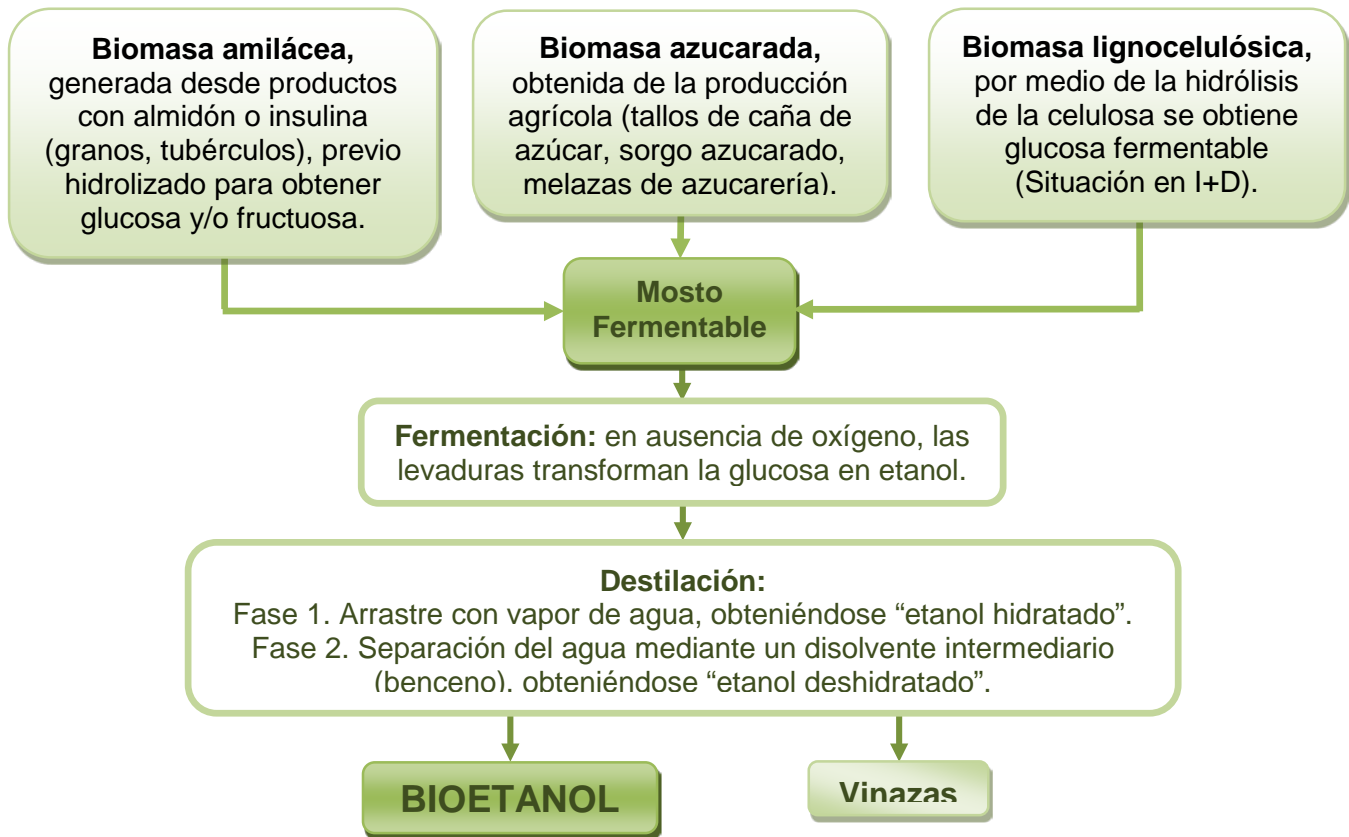 Biomasa amilácea,
generada desde productos
con almidón o insulina
(granos, tubérculos), previo
hidrolizado para obtener
glucosa y/o fructuosa.
Biomasa azucarada,
obtenida de la producción
agrícola (tallos de caña de
azúcar, sorgo azucarado,
melazas de azucarería).
Biomasa lignocelulósica,
por medio de la hidrólisis
de la celulosa se obtiene
glucosa fermentable
(Situación en I+D).
Mosto
Fermentable
Fermentación: en ausencia de oxígeno, las
levaduras transforman la glucosa en etanol.
Destilación:
Fase 1. Arrastre con vapor de agua, obteniéndose “etanol hidratado”.
Fase 2. Separación del agua mediante un disolvente intermediario
(benceno). obteniéndose “etanol deshidratado”.
BIOETANOL
Vinazas